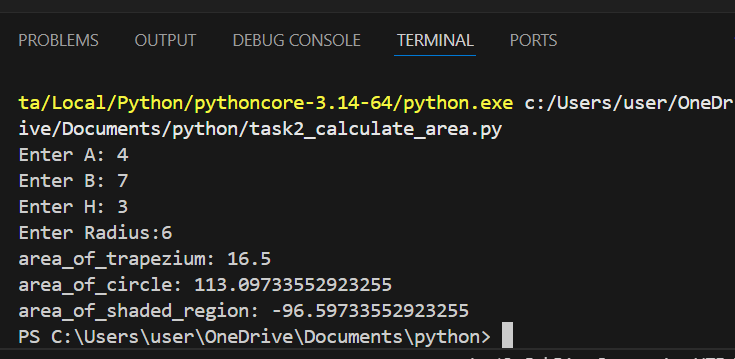 PROBLEMS OUTPUT DEBUG CONSOLE TERMINAL PORTS
ta/Local/Python/pythoncore-3.14-64/python.exe c:/Users/user/OneDr
ive/Documents/python/task2_calculate_area.py
Enter A: 4
Enter B: 7
Enter H: 3
Enter Radius:6
area_of_trapezium: 16.5
area_of_circle: 113.09733552923255
area_of_shaded_region: -96.59733552923255
PS C:\Users\user\OneDrive\Documents\python>